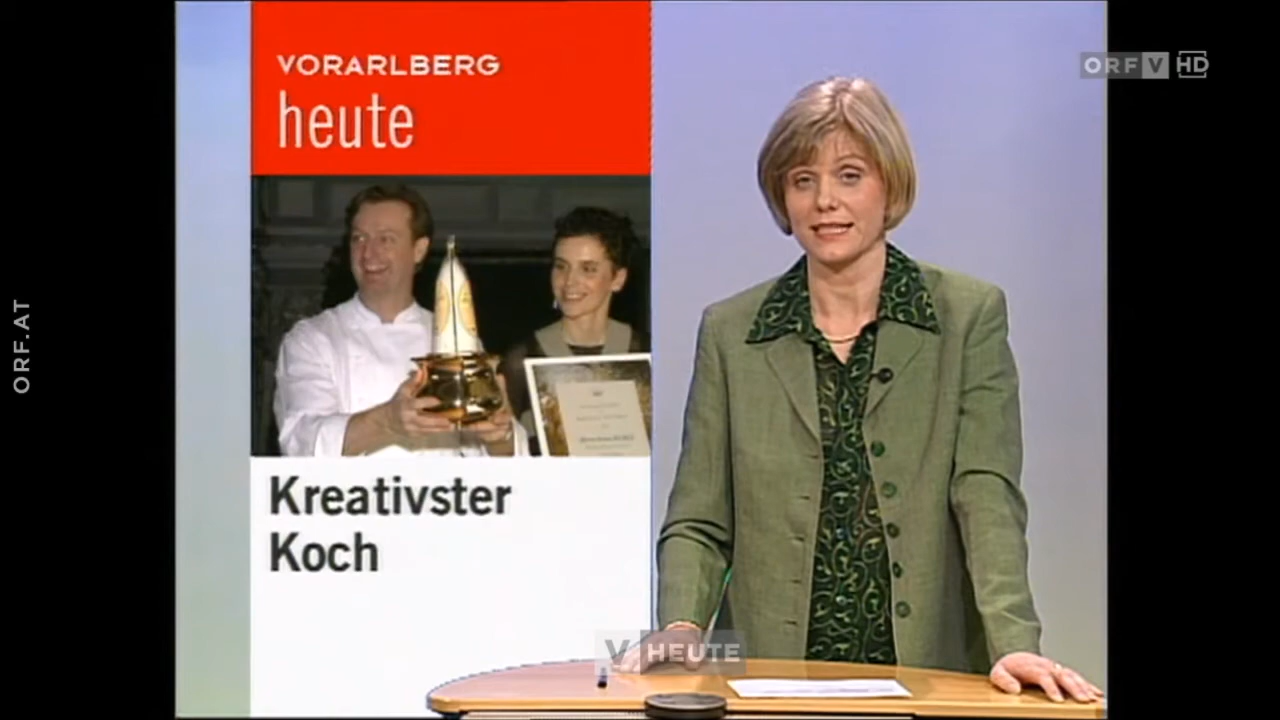 VORARLBERG
heute
ORF V HD
ORF.AT
Kreativster
Koch
V HEUTE